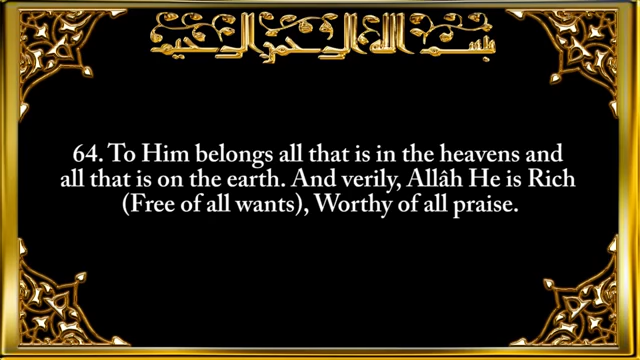 بسم الله الرحمن الرحيم
64. To Him belongs all that is in the heavens and
all that is on the earth. And verily, Allâh He is Rich
(Free of all wants), Worthy of all praise.